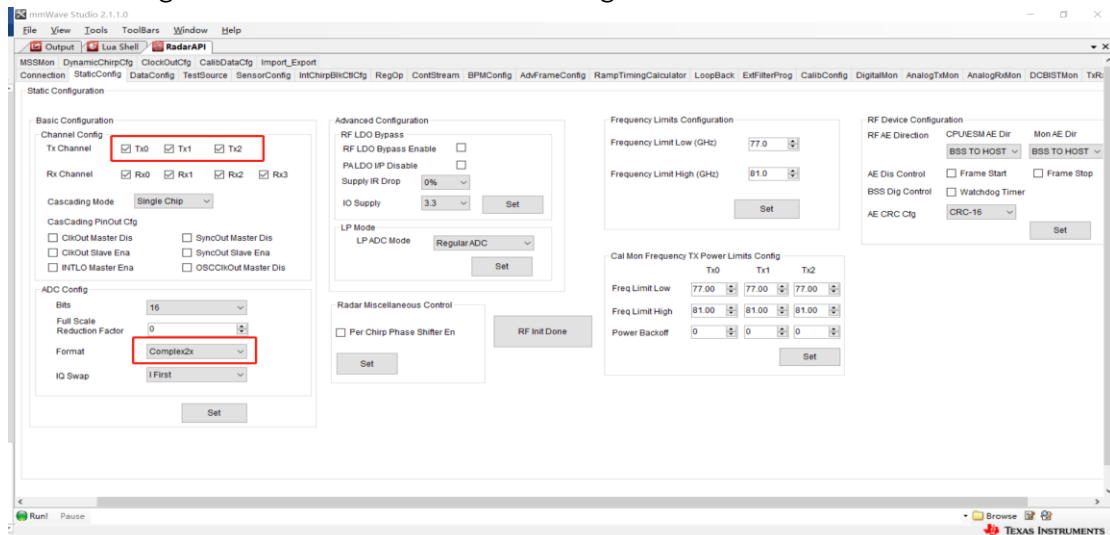 mmWave Studio 2.1.1.0
File View Tools ToolBars Window Help
Output Lua Shell RadarAPI
MSSMon DynamicChirpCfg ClockOutCfg CalibDataCfg Import_Export
Connection StaticConfig DataConfig TestSource SensorConfig IntChirpBlkCtlCfg RegOp ContStream BPMConfig AdvFrameConfig RampTimingCalculator LoopBack ExtFilterProg CalibConfig DigitalMon AnalogTxMon AnalogRxMon DCBISTMon
Static Configuration
Basic Configuration
Channel Config
Tx Channel Tx0 Tx1 Tx2
Rx Channel Rx0 Rx1 Rx2 Rx3
Cascading Mode Single Chip
CasCading PinOut Cfg
ClkOut Master Dis SyncOut Master Dis
ClkOut Slave Ena SyncOut Slave Ena
INTLO Master Ena OSCClkOut Master Dis
ADC Config
Bits 16
Full Scale
Reduction Factor 0
Format Complex2x
IQ Swap I First
Set
Advanced Configuration
RF LDO Bypass
RF LDO Bypass Enable
PA LDO I/P Disable
Supply IR Drop 0%
IO Supply 3.3 Set
LP Mode
LP ADC Mode Regular ADC
Set
Radar Miscellaneous Control
Per Chirp Phase Shifter En
Set
RF Init Done
Frequency Limits Configuration
Frequency Limit Low (GHz) 77.0
Frequency Limit High (GHz) 81.0
Set
Cal Mon Frequency TX Power Limits Config
Tx0 Tx1 Tx2
Freq Limit Low 77.00 77.00 77.00
Freq Limit High 81.00 81.00 81.00
Power Backoff 0 0 0
Set
RF Device Configuration
RF AE Direction CPU/ESM AE Dir Mon AE Dir
BSS TO HOST BSS TO HOST
AE Dis Control Frame Start Frame Stop
BSS Dig Control Watchdog Timer
AE CRC Cfg CRC-16
Set
Run! Pause
Browse
TEXAS INSTRUMENTS